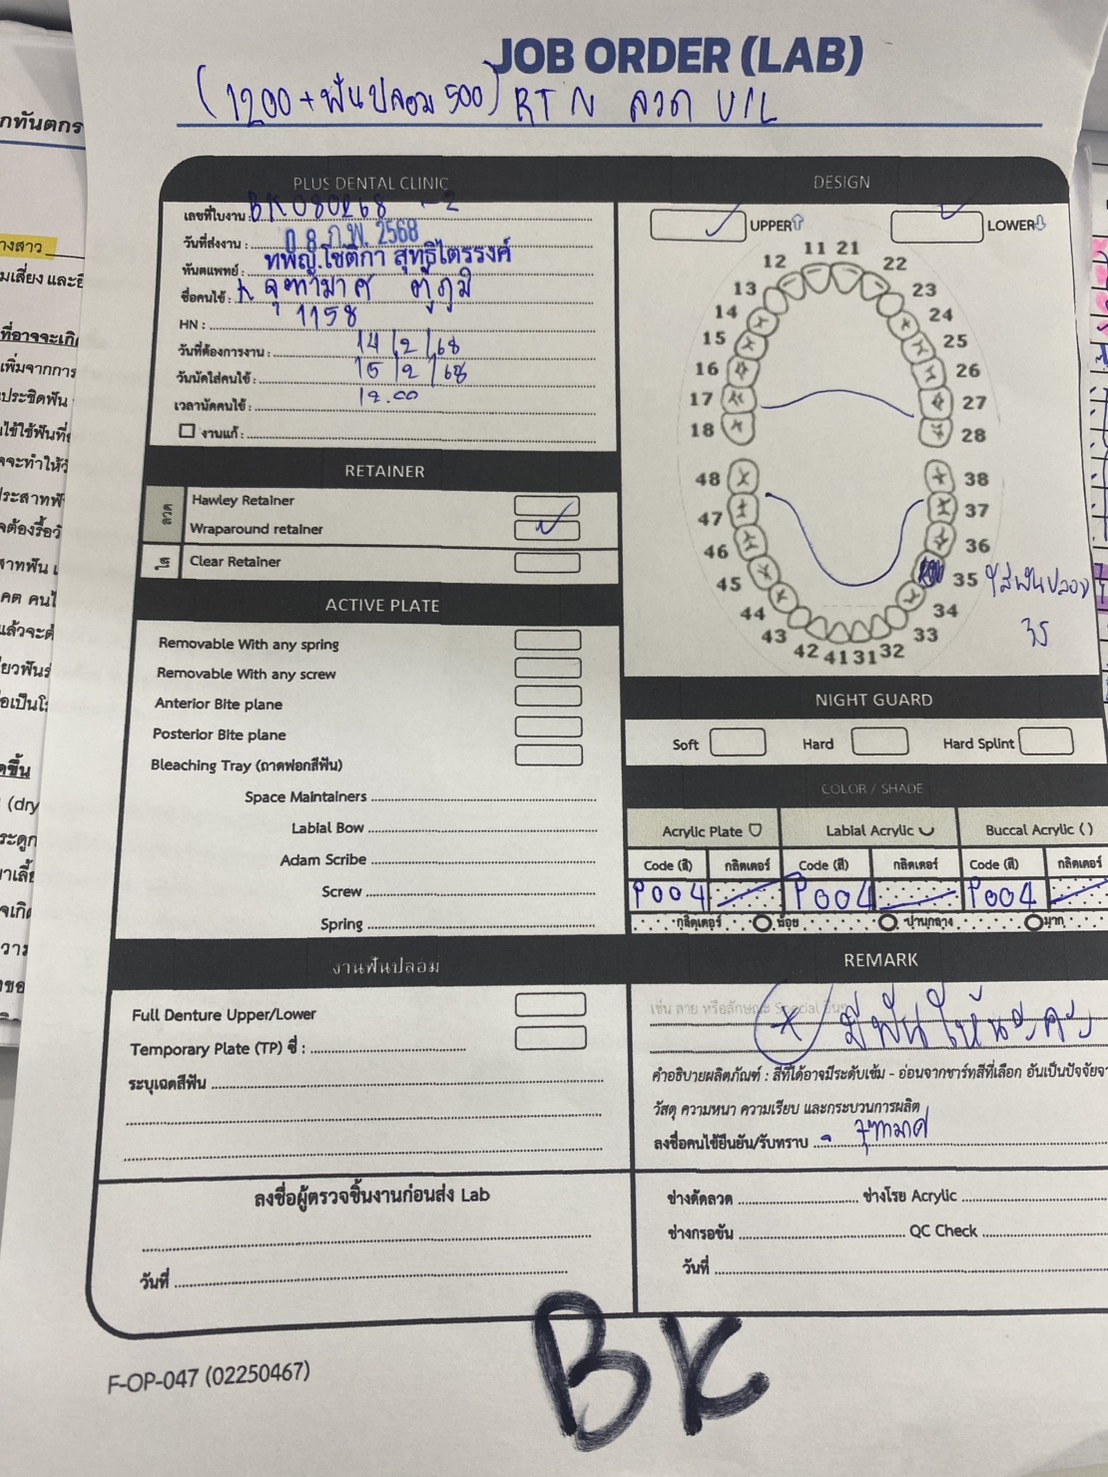 JOB ORDER (LAB)
(1200 + ฟันปลอม 500) RTN ลวด U/L
PLUS DENTAL CLINIC
เลขที่ใบงาน : BK080268 -2
วันที่ส่งงาน : 08 ก.พ. 2568
ทันตแพทย์ : ทพญ.โชติกา สุทธิไตรรงค์
ชื่อคนไข้ : K จุฑามาศ ตู้ภูมิ
HN : 1158
วันที่ต้องการงาน : 14/2/68
วันนัดใส่คนไข้ : 15/2/68
เวลานัดคนไข้ : 12.00
งานแก้ :
RETAINER
ลวด
Hawley Retainer
Wraparound retainer
ใส
Clear Retainer
ACTIVE PLATE
Removable With any spring
Removable With any screw
Anterior Bite plane
Posterior Bite plane
Bleaching Tray (ถาดฟอกสีฟัน)
Space Maintainers
Labial Bow
Adam Scribe
Screw
Spring
งานฟันปลอม
Full Denture Upper/Lower
Temporary Plate (TP) ซี่ :
ระบุเฉดสีฟัน
ลงชื่อผู้ตรวจชิ้นงานก่อนส่ง Lab
วันที่
DESIGN
UPPER LOWER
11 21
12 22
13 23
14 24
15 25
16 26
17 27
18 28
48 38
47 37
46 36
45 35 ใส่ฟันปลอม
35
44 34
43 33
42 41 31 32
NIGHT GUARD
Soft Hard Hard Splint
COLOR / SHADE
Acrylic Plate Labial Acrylic Buccal Acrylic ( )
Code (สี) กลิตเตอร์ Code (สี) กลิตเตอร์ Code (สี) กลิตเตอร์
P004 P004 P004
กลิตเตอร์ น้อย ปานกลาง มาก
REMARK
เช่น ลาย หรือลักษณะ Special อื่นๆ
* มีฟันให้นะคะ
คำอธิบายผลิตภัณฑ์ : สีที่ได้อาจมีระดับเข้ม - อ่อนจากชาร์ทสีที่เลือก อันเป็นปัจจัยจา
วัสดุ ความหนา ความเรียบ และกระบวนการผลิต
ลงชื่อคนไข้ยืนยัน/รับทราบ จุฑามาศ
ช่างดัดลวด ช่างโรย Acrylic
ช่างกรอขัน QC Check
วันที่
BK
F-OP-047 (02250467)